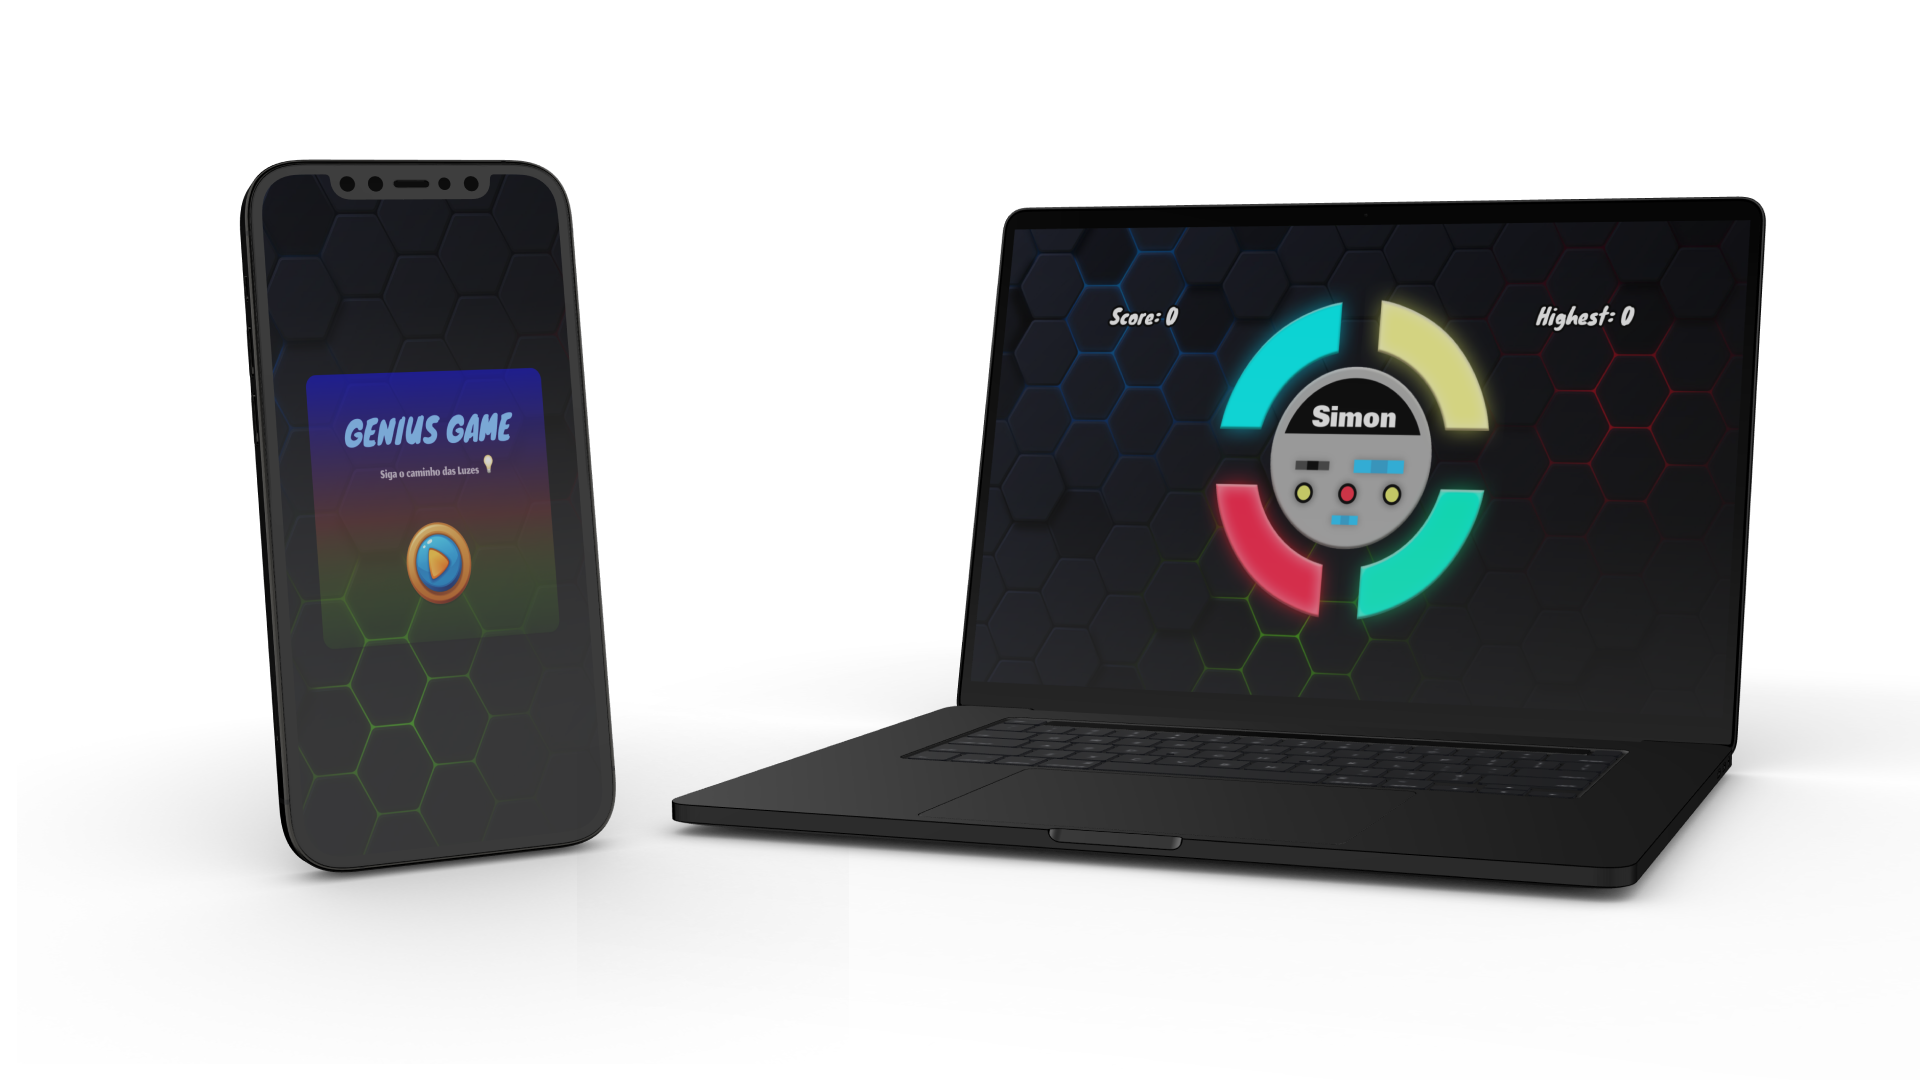 GENIUS GAME
Siga o caminho das Luzes
Score: 0
Highest: 0
Simon